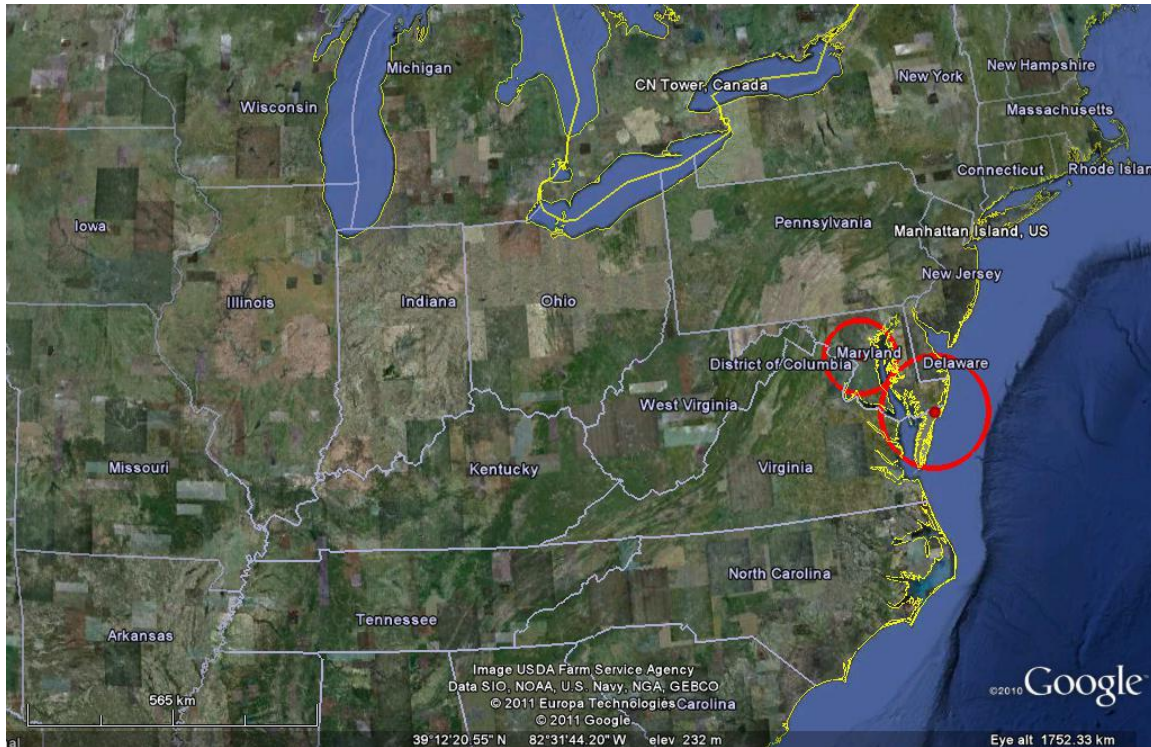 Michigan
CN Tower, Canada
New York
New Hampshire
Wisconsin
Massachusetts
Connecticut
Rhode Islan
Iowa
Pennsylvania
Manhattan Island, US
New Jersey
Illinois
Indiana
Ohio
Maryland
District of Columbia
Delaware
West Virginia
Missouri
Kentucky
Virginia
North Carolina
Tennessee
Arkansas
Image USDA Farm Service Agency
Data SIO, NOAA, U.S. Navy, NGA, GEBCO
© 2011 Europa Technologies Carolina
© 2011 Google
©2010 Google
565 km
39°12'20.55" N 82°31'44.20" W elev 232 m
Eye alt 1752.33 km